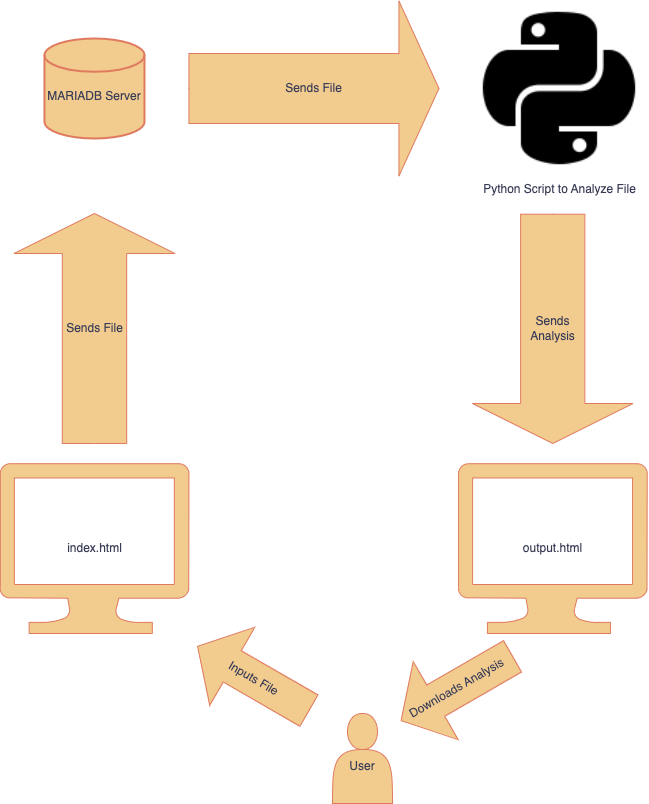 MARIADB Server
Sends File
Python Script to Analyze File
Sends File
Sends
Analysis
index.html
output.html
Inputs File
Downloads Analysis
User